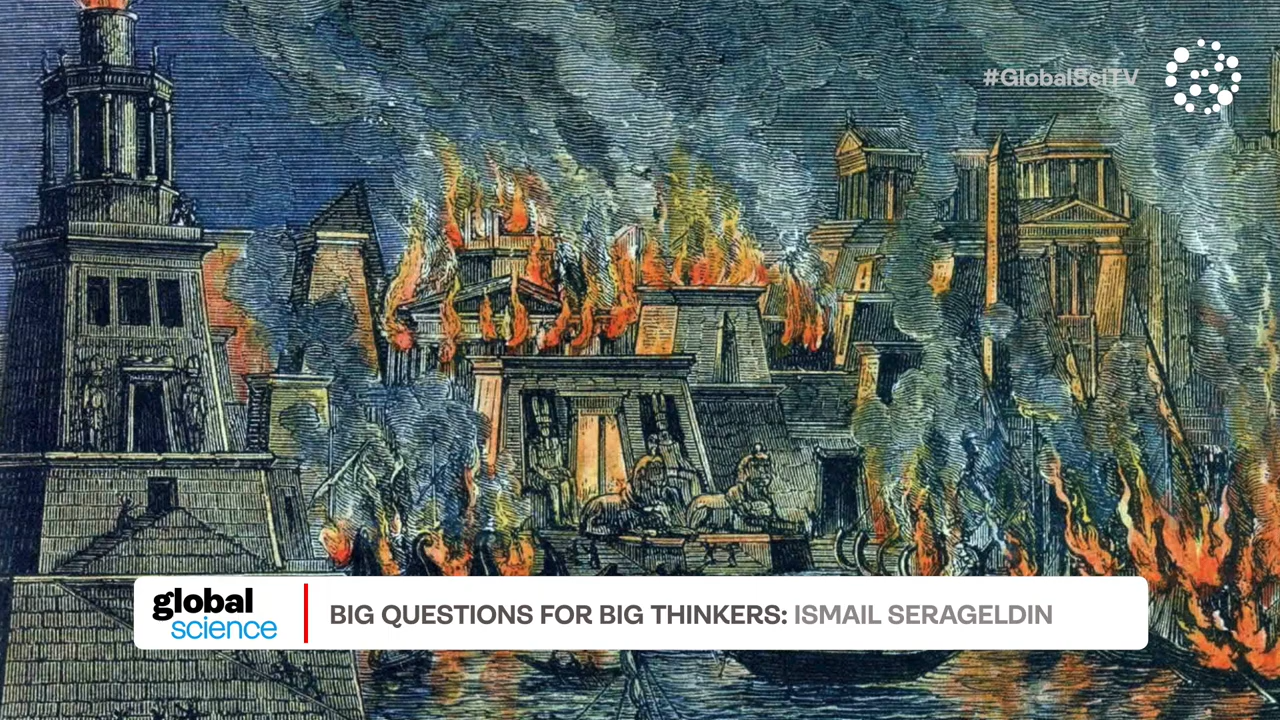 #GlobalSciTV
global
science
BIG QUESTIONS FOR BIG THINKERS: ISMAIL SERAGELDIN